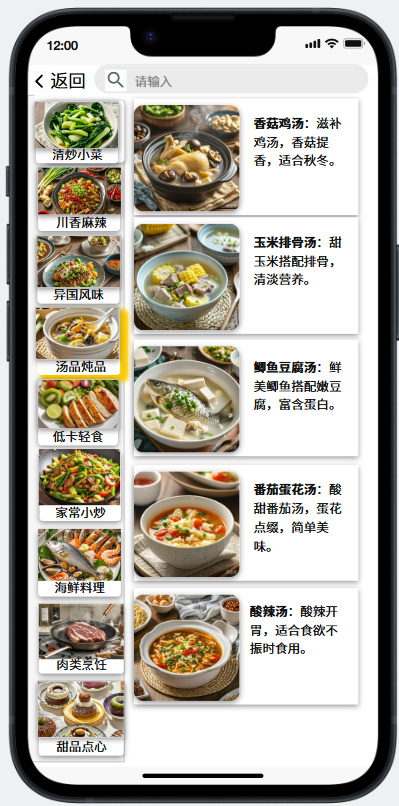 12:00
返回
请输入
清炒小菜
川香麻辣
异国风味
汤品炖品
低卡轻食
家常小炒
海鲜料理
肉类烹饪
甜品点心
香菇鸡汤：滋补
鸡汤，香菇提
香，适合秋冬。
玉米排骨汤：甜
玉米搭配排骨，
清淡营养。
鲫鱼豆腐汤：鲜
美鲫鱼搭配嫩豆
腐，富含蛋白。
番茄蛋花汤：酸
甜番茄汤，蛋花
点缀，简单美
味。
酸辣汤：酸辣开
胃，适合食欲不
振时食用。